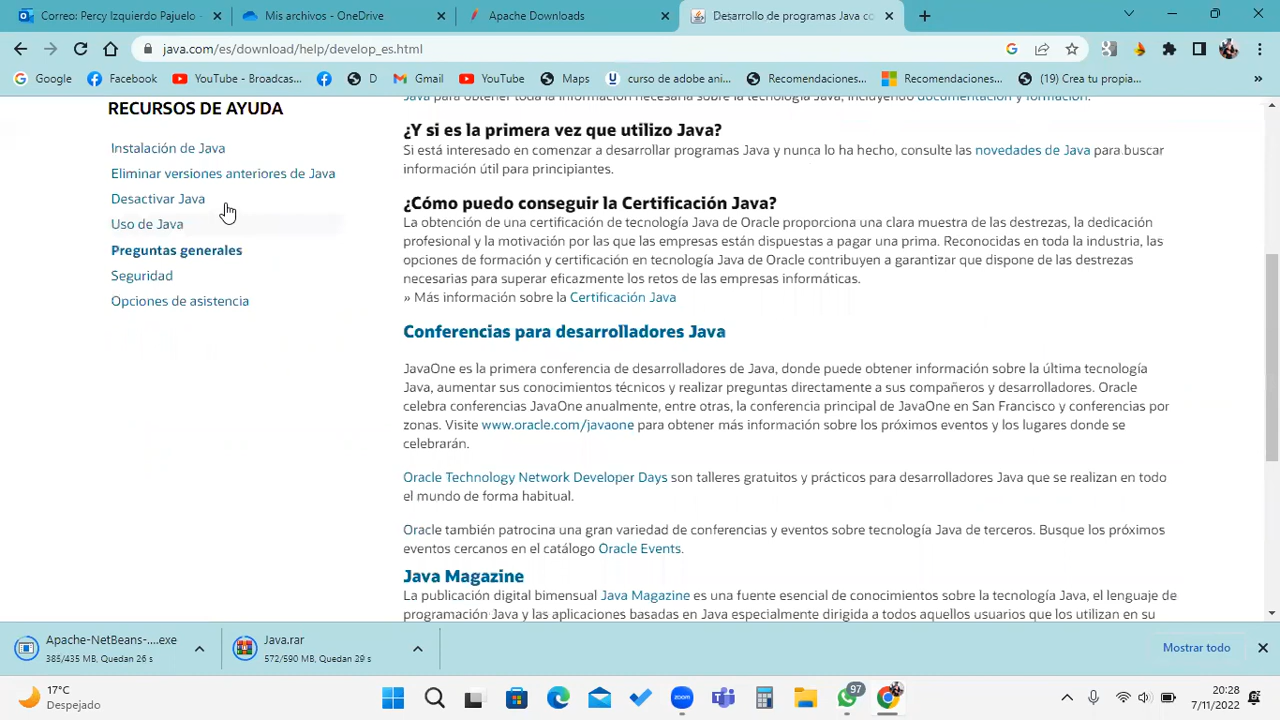 Correo: Percy Izquierdo Pajuelo
Mis archivos - OneDrive
Apache Downloads
Desarrollo de programas Java co
java.com/es/download/help/develop_es.html
Google
Facebook
YouTube - Broadcas...
D
Gmail
YouTube
Maps
curso de adobe ani...
Recomendaciones...
Recomendaciones...
(19) Crea tu propia...
»
RECURSOS DE AYUDA
Instalación de Java
Eliminar versiones anteriores de Java
Desactivar Java
Uso de Java
Preguntas generales
Seguridad
Opciones de asistencia
Java para obtener toda la información necesaria sobre la tecnología Java, incluyendo documentación y formación.
¿Y si es la primera vez que utilizo Java?
Si está interesado en comenzar a desarrollar programas Java y nunca lo ha hecho, consulte las novedades de Java para buscar
información útil para principiantes.
¿Cómo puedo conseguir la Certificación Java?
La obtención de una certificación de tecnología Java de Oracle proporciona una clara muestra de las destrezas, la dedicación
profesional y la motivación por las que las empresas están dispuestas a pagar una prima. Reconocidas en toda la industria, las
opciones de formación y certificación en tecnología Java de Oracle contribuyen a garantizar que dispone de las destrezas
necesarias para superar eficazmente los retos de las empresas informáticas.
» Más información sobre la Certificación Java
Conferencias para desarrolladores Java
JavaOne es la primera conferencia de desarrolladores de Java, donde puede obtener información sobre la última tecnología
Java, aumentar sus conocimientos técnicos y realizar preguntas directamente a sus compañeros y desarrolladores. Oracle
celebra conferencias JavaOne anualmente, entre otras, la conferencia principal de JavaOne en San Francisco y conferencias por
zonas. Visite www.oracle.com/javaone para obtener más información sobre los próximos eventos y los lugares donde se
celebrarán.
Oracle Technology Network Developer Days son talleres gratuitos y prácticos para desarrolladores Java que se realizan en todo
el mundo de forma habitual.
Oracle también patrocina una gran variedad de conferencias y eventos sobre tecnología Java de terceros. Busque los próximos
eventos cercanos en el catálogo Oracle Events.
Java Magazine
La publicación digital bimensual Java Magazine es una fuente esencial de conocimientos sobre la tecnología Java, el lenguaje de
programación Java y las aplicaciones basadas en Java especialmente dirigida a todos aquellos usuarios que los utilizan en su
Apache-NetBeans-....exe
385/435 MB, Quedan 26 s
Java.rar
572/590 MB, Quedan 29 s
Mostrar todo
17°C
Despejado
97
20:28
7/11/2022